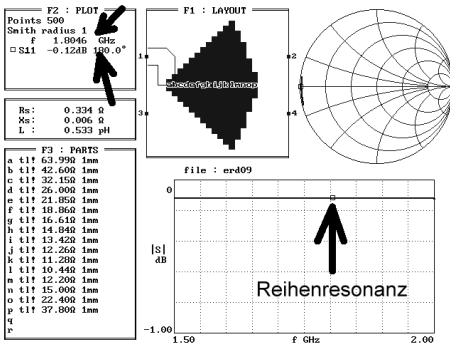 F2 : PLOT
Points 500
Smith radius 1
f 1.8046 GHz
S11 -0.12dB 180.0°
Rs: 0.334 Ω
Xs: 0.006 Ω
L : 0.533 pH
F3 : PARTS
a tl! 63.99Ω 1mm
b tl! 42.60Ω 1mm
c tl! 32.15Ω 1mm
d tl! 26.00Ω 1mm
e tl! 21.85Ω 1mm
f tl! 18.86Ω 1mm
g tl! 16.61Ω 1mm
h tl! 14.84Ω 1mm
i tl! 13.42Ω 1mm
j tl! 12.26Ω 1mm
k tl! 11.28Ω 1mm
l tl! 10.44Ω 1mm
m tl! 12.20Ω 1mm
n tl! 15.00Ω 1mm
o tl! 22.40Ω 1mm
p tl! 37.80Ω 1mm
q
r
F1 : LAYOUT
1
2
abcdefghijklmnop
3
4
file : erd09
0
|S|
dB
Reihenresonanz
-1.00
1.50 f GHz 2.00